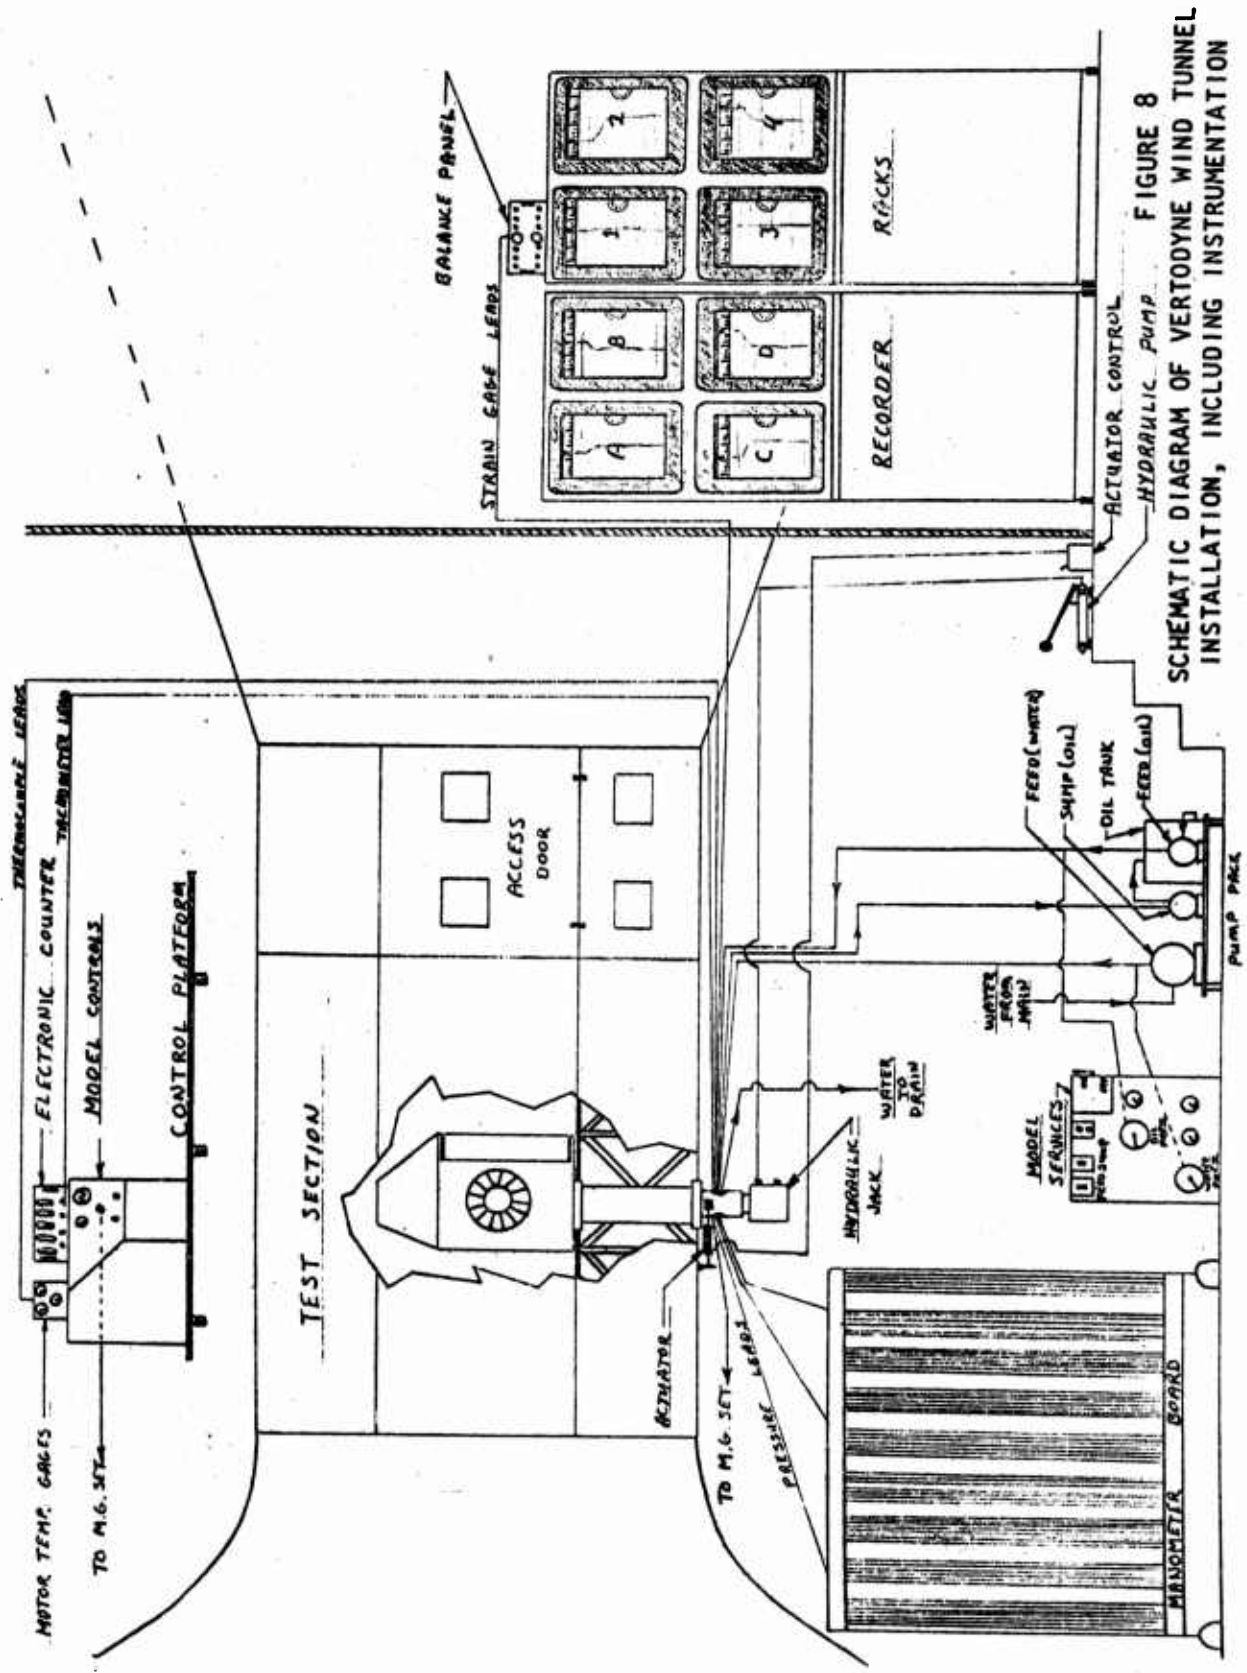 THERMOCOUPLE LEADS
TACHOMETER LEAD
MOTOR TEMP. GAGES
ELECTRONIC COUNTER
MODEL CONTROLS
TO M.G. SET
CONTROL PLATFORM
TEST SECTION
ACCESS
DOOR
BALANCE PANEL
STRAIN GAGE LEADS
A
B
1
2
C
D
3
4
RECORDER
RACKS
ACTUATOR
TO M.G. SET
PRESSURE LEADS
HYDRAULIC
JACK
WATER
TO
DRAIN
MODEL
SERVICES
OIL
WATER
FROM
MAIN
FEED (WATER)
SUMP (OIL)
OIL TANK
FEED (OIL)
PUMP PACK
MANOMETER BOARD
ACTUATOR CONTROL
HYDRAULIC PUMP
FIGURE 8
SCHEMATIC DIAGRAM OF VERTODYNE WIND TUNNEL
INSTALLATION, INCLUDING INSTRUMENTATION